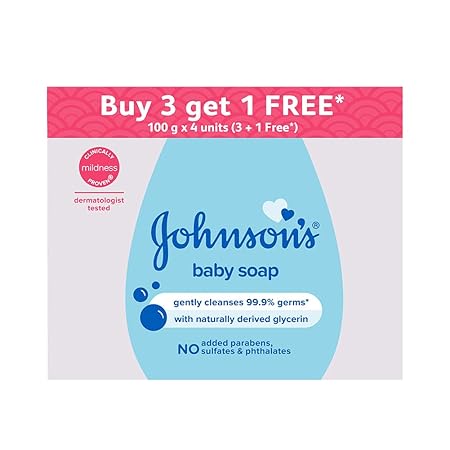 Buy 3 get 1 FREE*
100 g x 4 units (3 + 1 Free*)
CLINICALLY
mildness
PROVEN®
dermatologist
tested
Johnson's®
baby soap
gently cleanses 99.9% germs*
with naturally derived glycerin
NO added parabens,
sulfates & phthalates